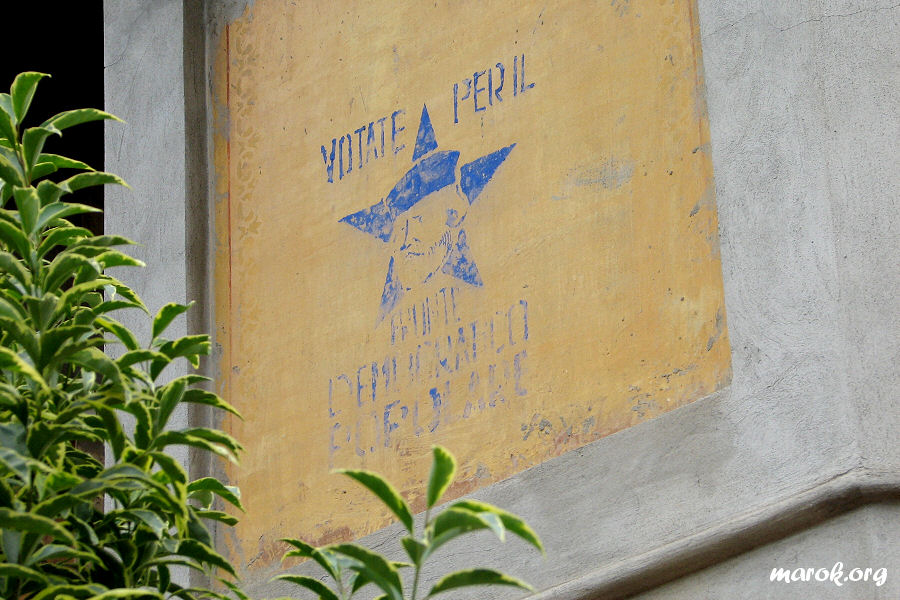 VOTATE PER IL
FRONTE
DEMOCRATICO
POPOLARE
marok.org